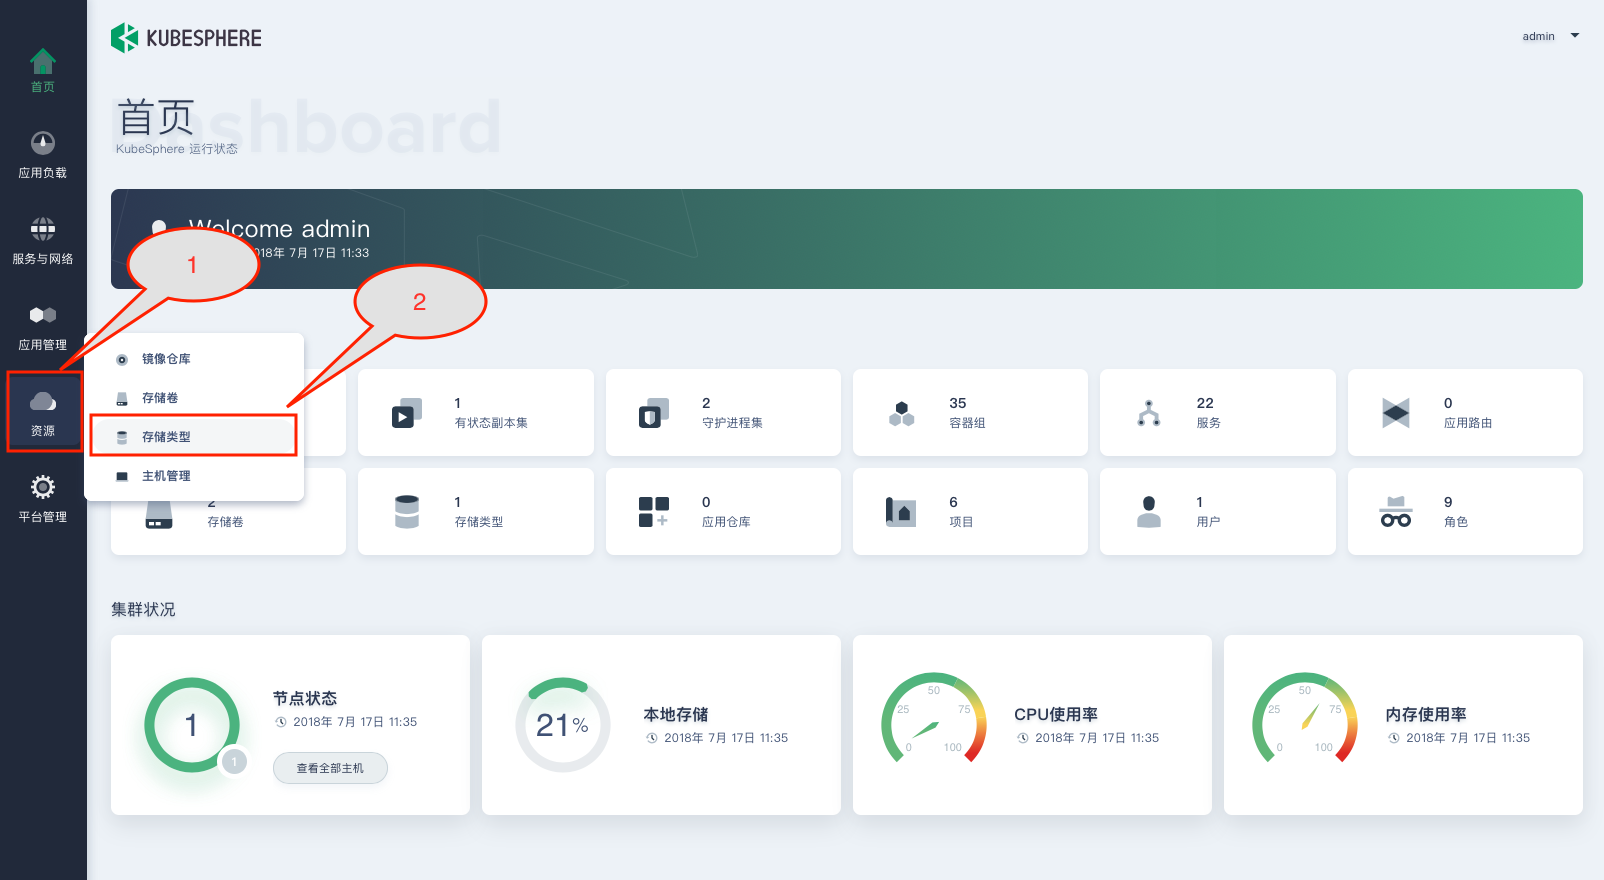 KUBESPHERE
admin
首页
Dashboard
KubeSphere 运行状态
首页
应用负载
服务与网络
应用管理
资源
平台管理
Welcome admin
018年 7月 17日 11:33
1
2
镜像仓库
存储卷
存储类型
主机管理
1
有状态副本集
2
守护进程集
35
容器组
22
服务
0
应用路由
2
存储卷
1
存储类型
0
应用仓库
6
项目
1
用户
9
角色
集群状况
1
1
节点状态
2018年 7月 17日 11:35
查看全部主机
21%
本地存储
2018年 7月 17日 11:35
0
25
50
75
100
CPU使用率
2018年 7月 17日 11:35
0
25
50
75
100
内存使用率
2018年 7月 17日 11:35